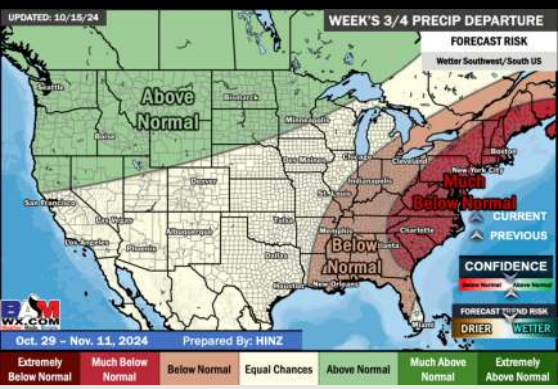 UPDATED: 10/15/24
WEEK'S 3/4 PRECIP DEPARTURE
FORECAST RISK
Wetter Southwest/South US
Seattle
Above
Normal
Bismarck
Minneapolis
Boise
Boston
Des Moines
Chicago
Cleveland
New York City
Denver
Indianapolis
Much
Below Normal
San Francisco
St. Louis
CURRENT
Las Vegas
Tulsa
Memphis
Charlotte
PREVIOUS
Los Angeles
Albuquerque
Below
Normal
Atlanta
Phoenix
Dallas
CONFIDENCE
Below Normal
Above Normal
Houston
New Orleans
BAM
WX.COM
FORECAST TREND RISK
DRIER
WETTER
Miami
Oct. 29 – Nov. 11, 2024
Prepared By: HINZ
Extremely
Below Normal
Much Below
Normal
Below Normal
Equal Chances
Above Normal
Much Above
Normal
Extremely
Above Normal